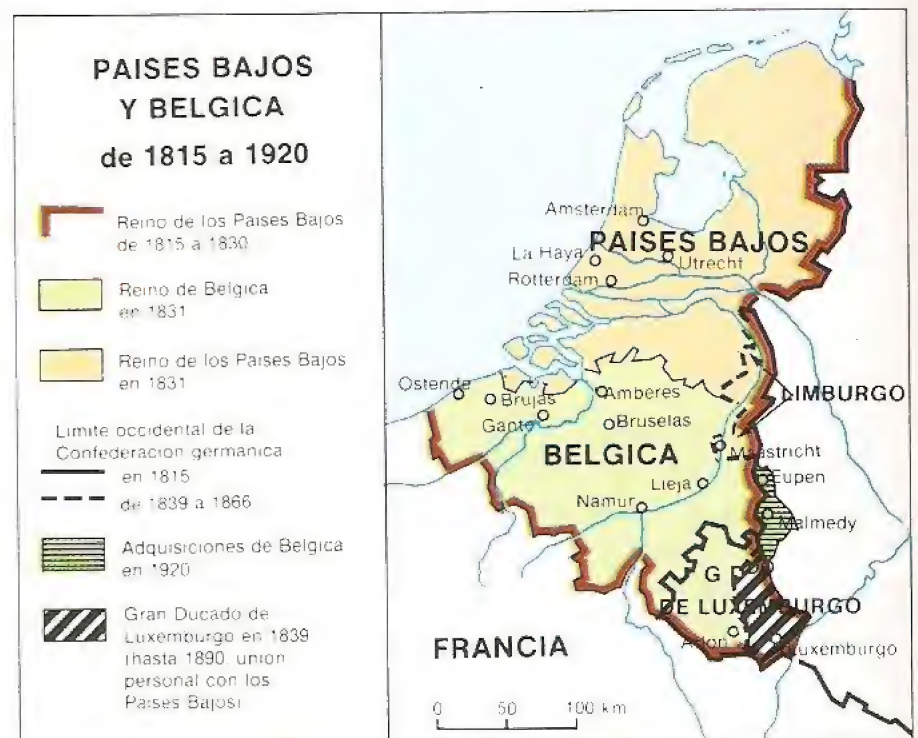 PAISES BAJOS
Y BELGICA
de 1815 a 1920
Reino de los Paises Bajos
de 1815 a 1830
Reino de Belgica
en 1831
Reino de los Paises Bajos
en 1831
Limite occidental de la
Confederacion germanica
en 1815
de 1839 a 1866
Adquisiciones de Belgica
en 1920
Gran Ducado de
Luxemburgo en 1839
(hasta 1890, union
personal con los
Paises Bajos)
Amsterdam
PAISES BAJOS
La Haya
Utrecht
Rotterdam
Ostende
Brujas
Amberes
LIMBURGO
Gante
Bruselas
BELGICA
Maastricht
Lieja
Eupen
Namur
Malmedy
G D
DE LUXEMBURGO
Arlon
Luxemburgo
FRANCIA
0 50 100 km